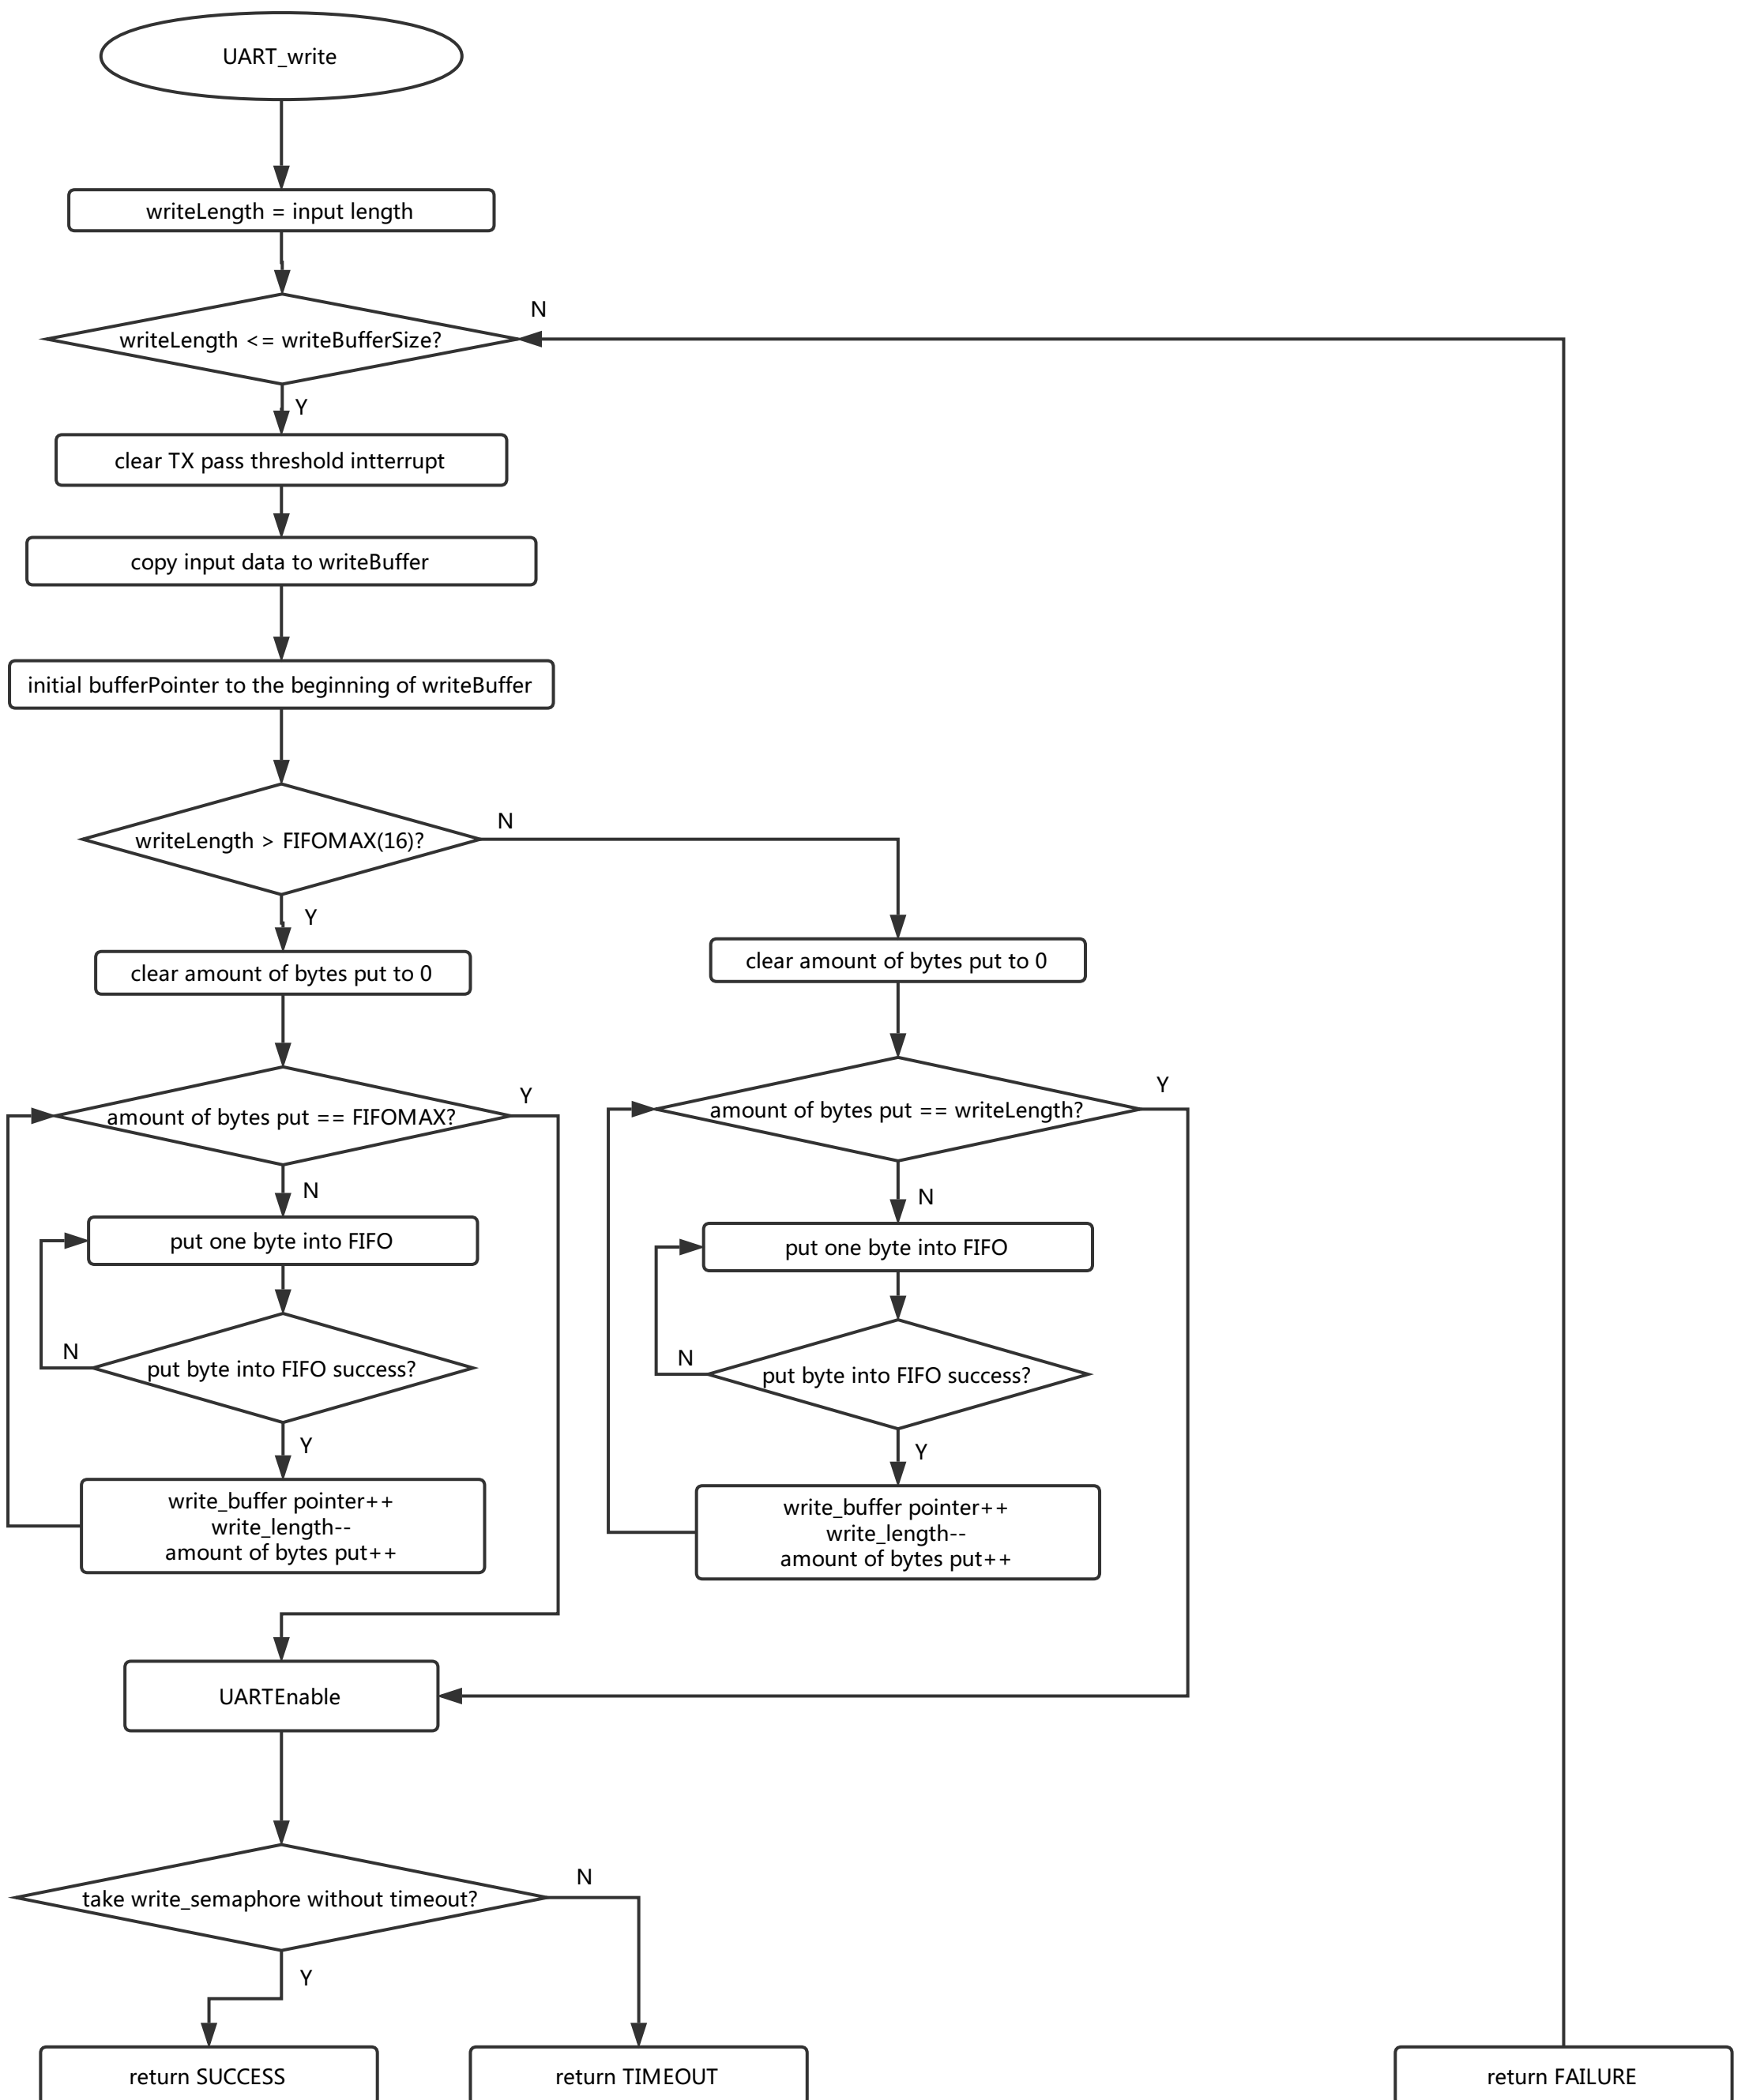 UART_write
writeLength = input length
N
writeLength <= writeBufferSize?
Y
clear TX pass threshold intterrupt
copy input data to writeBuffer
initial bufferPointer to the beginning of writeBuffer
N
writeLength > FIFOMAX(16)?
Y
clear amount of bytes put to 0
clear amount of bytes put to 0
Y
amount of bytes put == FIFOMAX?
N
put one byte into FIFO
N
put byte into FIFO success?
Y
write_buffer pointer++
write_length--
amount of bytes put++
Y
amount of bytes put == writeLength?
N
put one byte into FIFO
N
put byte into FIFO success?
Y
write_buffer pointer++
write_length--
amount of bytes put++
UARTEnable
N
take write_semaphore without timeout?
Y
return SUCCESS
return TIMEOUT
return FAILURE